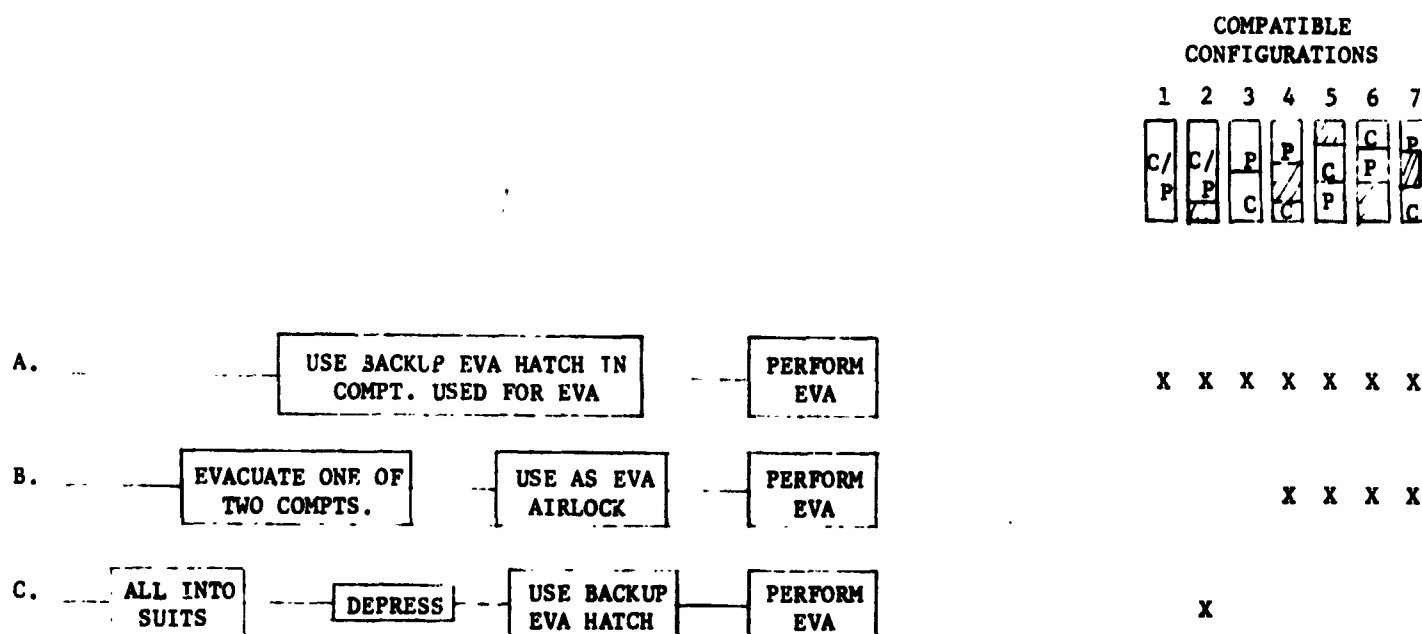 COMPATIBLE
CONFIGURATIONS
1 2 3 4 5 6 7
C/P C/P P C P C C P C P P C
A. USE BACKUP EVA HATCH IN
COMPT. USED FOR EVA
PERFORM
EVA
X X X X X X X
B. EVACUATE ONE OF
TWO COMPTS.
USE AS EVA
AIRLOCK
PERFORM
EVA
X X X X
C. ALL INTO
SUITS
DEPRESS
USE BACKUP
EVA HATCH
PERFORM
EVA
X